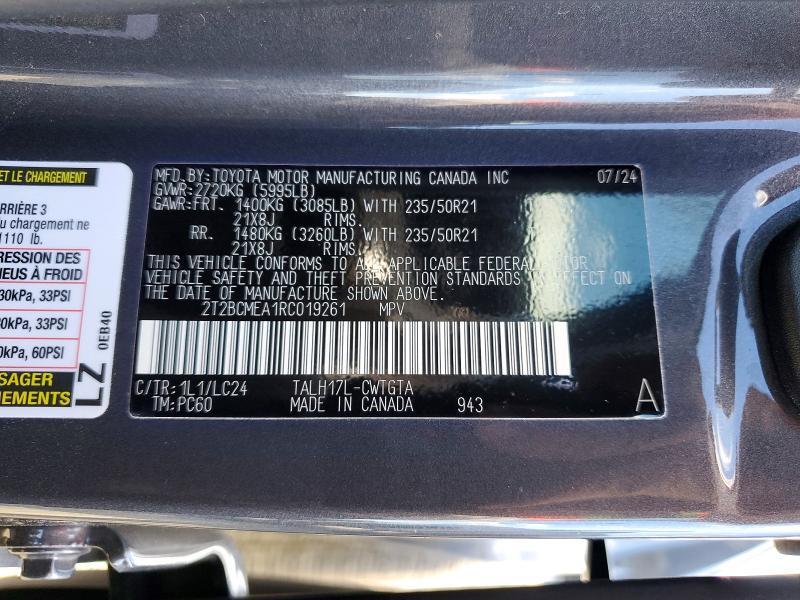 ET LE CHARGEMENT
ARRIÈRE 3
u chargement ne
1110 lb.
RESSION DES
NEUS À FROID
30kPa, 33PSI
30kPa, 33PSI
0kPa, 60PSI
SAGER
NEMENTS
LZ 0EB40
MFD.BY:TOYOTA MOTOR MANUFACTURING CANADA INC 07/24
GVWR:2720KG (5995LB)
GAWR:FRT. 1400KG (3085LB) WITH 235/50R21
21X8J RIMS.
RR. 1480KG (3260LB) WITH 235/50R21
21X8J RIMS.
THIS VEHICLE CONFORMS TO ALL APPLICABLE FEDERAL MOTOR
VEHICLE SAFETY AND THEFT PREVENTION STANDARDS IN EFFECT ON
THE DATE OF MANUFACTURE SHOWN ABOVE.
2T2BCMEA1RC019261 MPV
C/TR:1L1/LC24 TALH17L-CWTGTA
TM:PC60 MADE IN CANADA 943 A